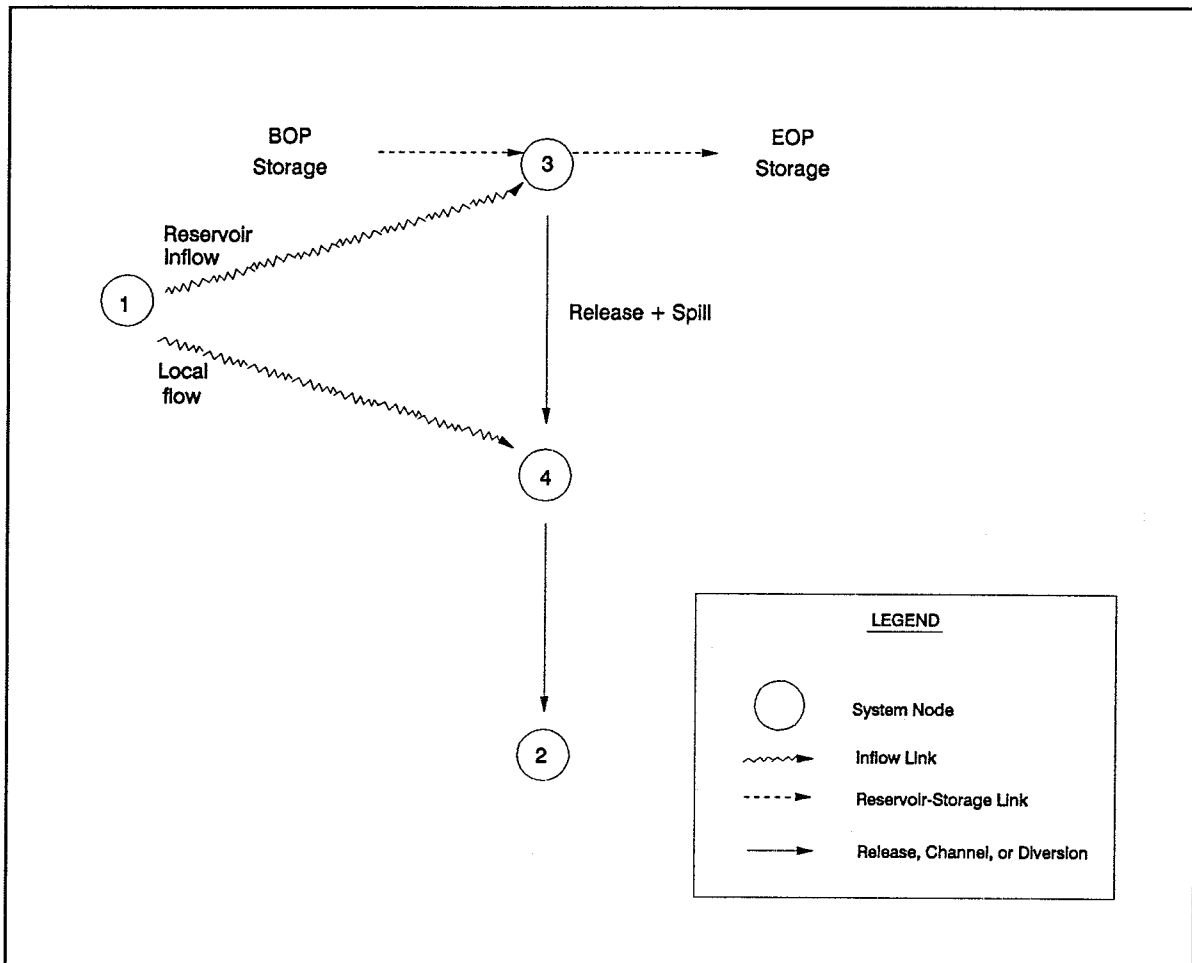 BOP
Storage
3
EOP
Storage
Reservoir
Inflow
1
Release + Spill
Local
flow
4
2
LEGEND
System Node
Inflow Link
Reservoir-Storage Link
Release, Channel, or Diversion